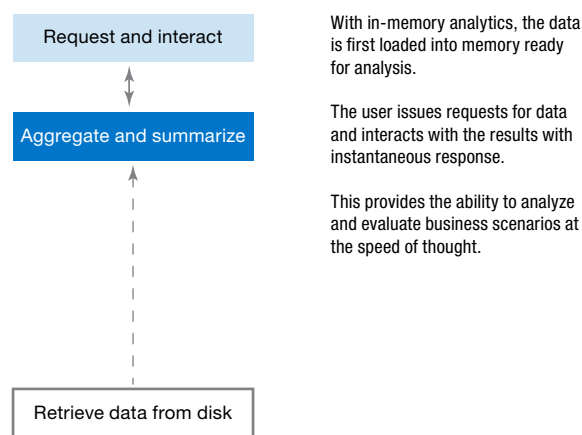 Request and interact
Aggregate and summarize
Retrieve data from disk
With in-memory analytics, the data
is first loaded into memory ready
for analysis.
The user issues requests for data
and interacts with the results with
instantaneous response.
This provides the ability to analyze
and evaluate business scenarios at
the speed of thought.